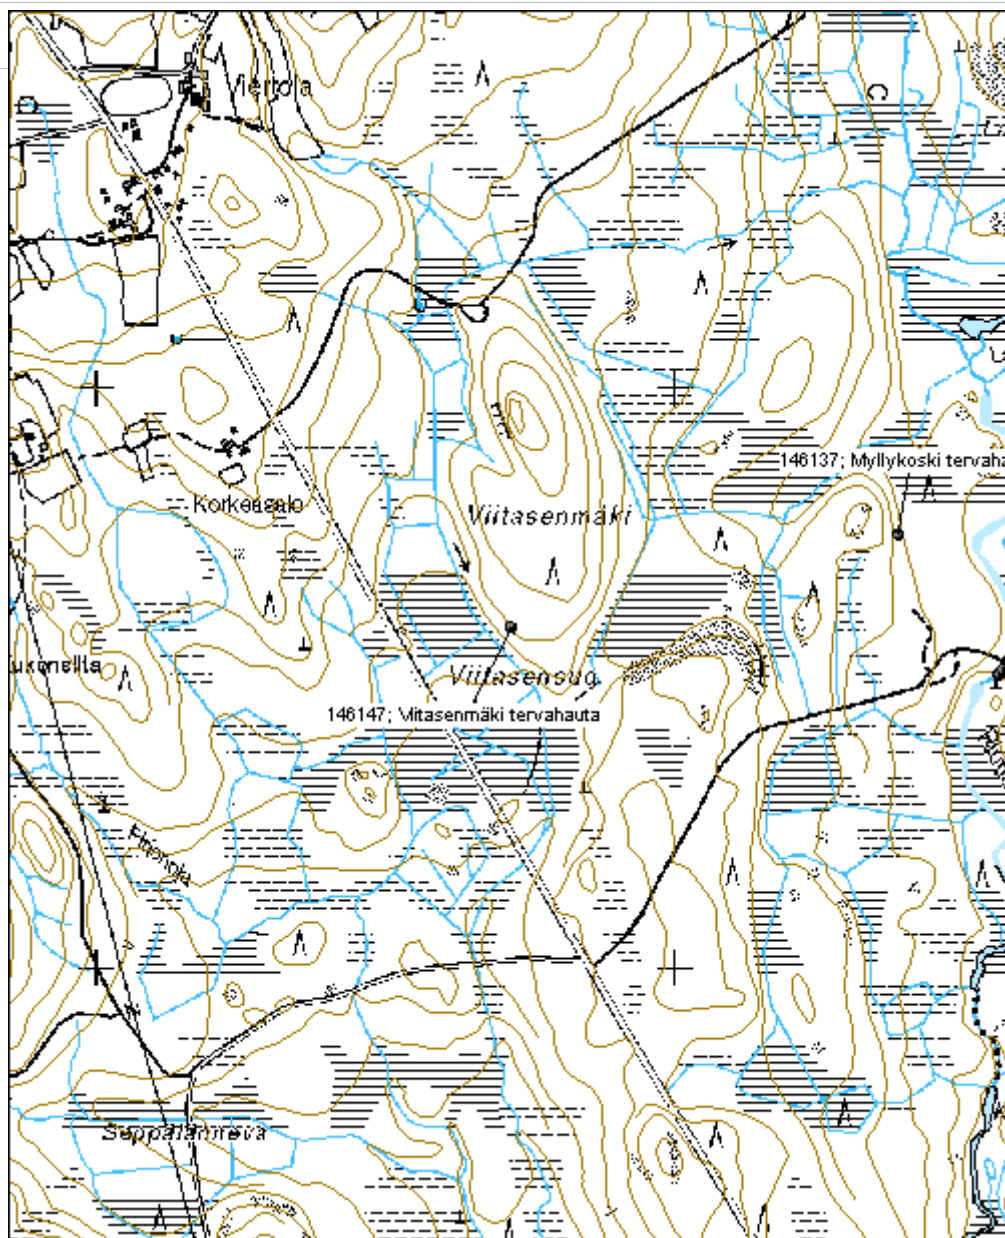 Viertola
146137; Myllykoski tervaha
Korkeasalo
Viitasenmäki
Viitasensuo
146147; Viitasenmäki tervahauta
Seppälänneva